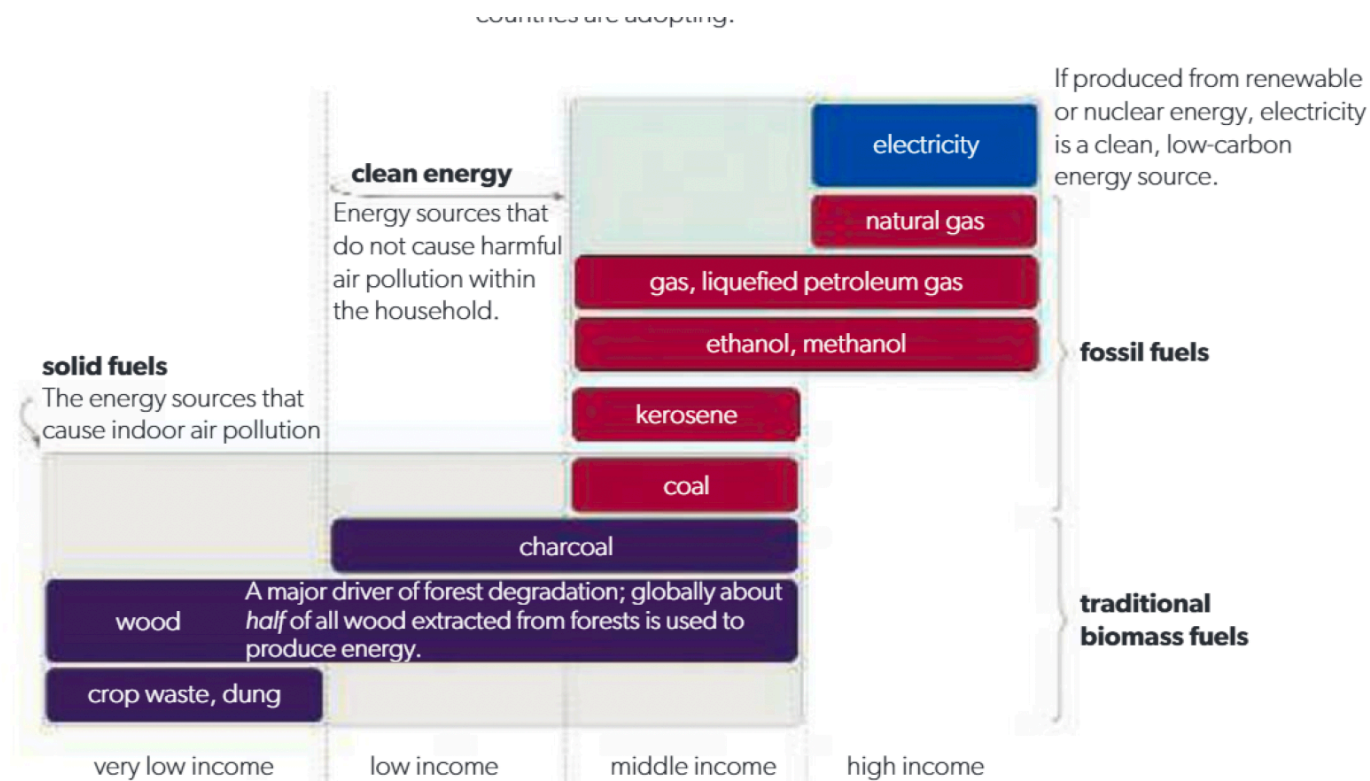 countries are adopting.
If produced from renewable
or nuclear energy, electricity
is a clean, low-carbon
energy source.
electricity
clean energy
Energy sources that
do not cause harmful
air pollution within
the household.
natural gas
gas, liquefied petroleum gas
ethanol, methanol
fossil fuels
solid fuels
The energy sources that
cause indoor air pollution
kerosene
coal
charcoal
wood
A major driver of forest degradation; globally about
half of all wood extracted from forests is used to
produce energy.
traditional
biomass fuels
crop waste, dung
very low income
low income
middle income
high income